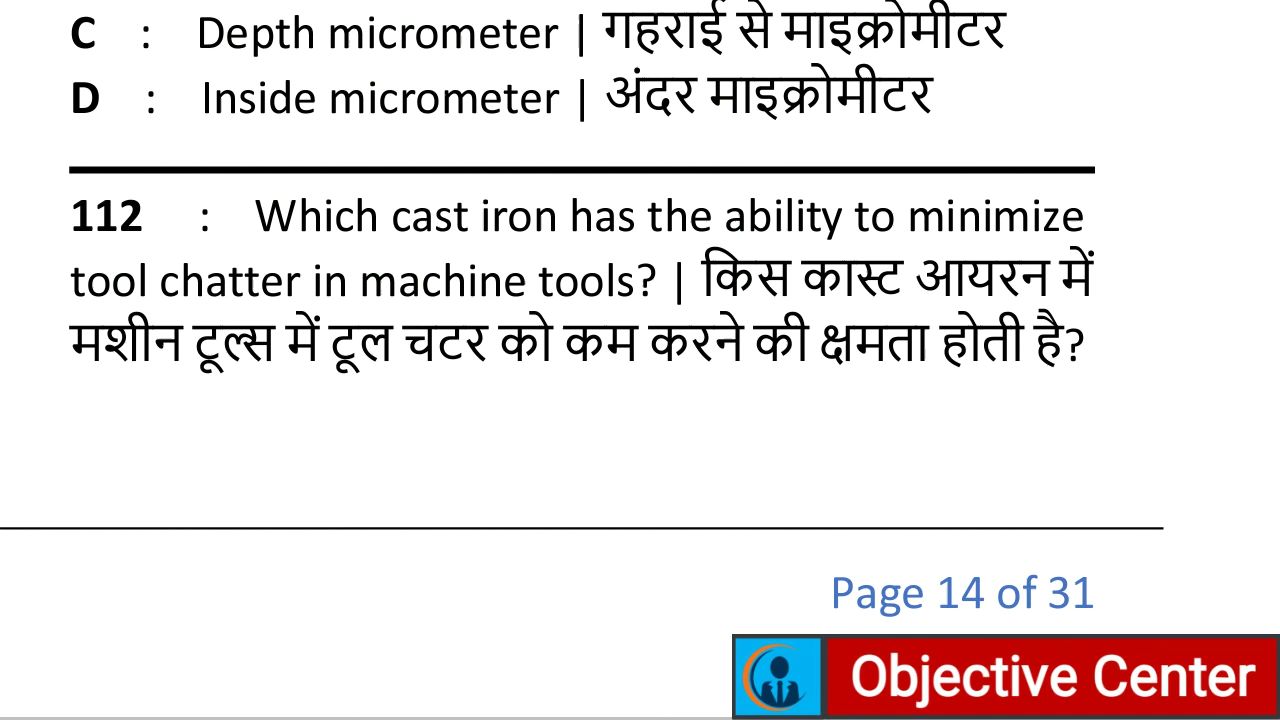 C : Depth micrometer | गहराई से माइक्रोमीटर
D : Inside micrometer | अंदर माइक्रोमीटर
112 : Which cast iron has the ability to minimize
tool chatter in machine tools? | किस कास्ट आयरन में
मशीन टूल्स में टूल चटर को कम करने की क्षमता होती है?
Page 14 of 31
Objective Center